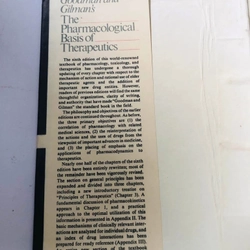 Goodman and
Gilman's
The
Pharmacological
Basis of
Therapeutics
The sixth edition of this world-renowned
textbook of pharmacology, toxicology, and
therapeutics has undergone a thorough
updating of every chapter with respect to the
mechanisms of action and rational use of older
therapeutic agents and the addition of
important new drug entities. However,
readers of previous editions will find the same
thoughtful organization, clarity of writing,
and authority that have made "Goodman and
Gilman" the standard book in the field.
The philosophy and objectives of the earlier
editions are continued throughout. As before,
the three primary objectives are (1) the
correlation of pharmacology with related
medical sciences, (2) the reinterpretation of
the actions and the uses of drugs from the
viewpoint of important advances in medicine,
and (3) the placing of emphasis on the
applications of pharmacodynamics to
therapeutics.
Nearly one half of the chapters of the sixth
edition have been entirely rewritten; most of
the remainder have been vigorously revised.
The section on general principles has been
expanded and divided into three chapters,
including a new introductory treatise on
"Principles of Therapeutics" (Chapter 3). A
fundamental discussion of pharmacokinetics
appears in Chapter 1, and a practical
approach to the optimal utilization of this
information is presented in Appendix II. The
basic mechanisms of clinically relevant inter-
actions are analyzed for individual drugs, and
an index of drug interactions has been
prepared for ready reference (Appendix III).